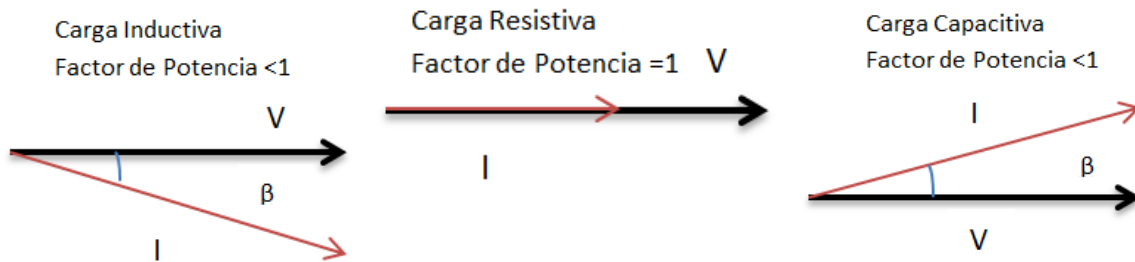 Carga Inductiva
Factor de Potencia <1
V
β
I
Carga Resistiva
Factor de Potencia =1 V
I
Carga Capacitiva
Factor de Potencia <1
I
β
V